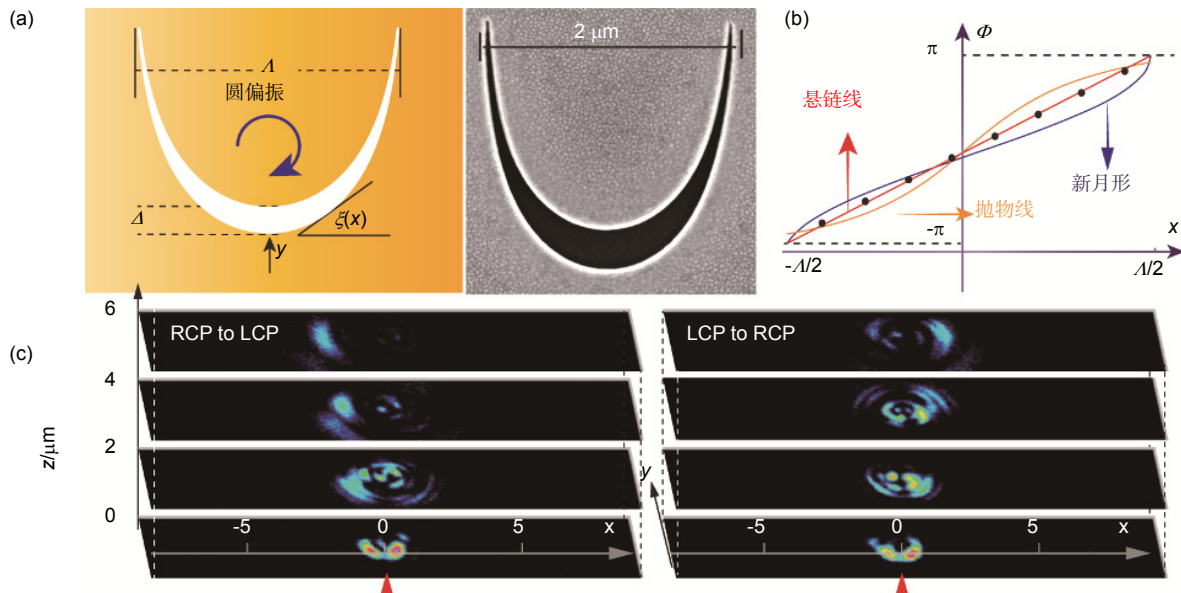 (a)
Λ
圆偏振
Δ
ξ(x)
y
2 μm
(b)
Φ
π
悬链线
新月形
抛物线
-π
x
-Λ/2
Λ/2
(c)
z/μm
6
4
2
0
RCP to LCP
-5
0
5
x
LCP to RCP
y
-5
0
5
x